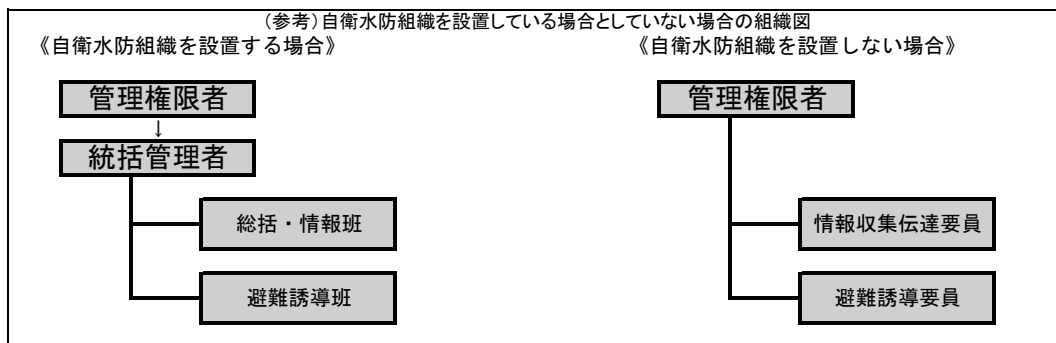 （参考）自衛水防組織を設置している場合としていない場合の組織図
《自衛水防組織を設置する場合》
管理権限者
↓
統括管理者
総括・情報班
避難誘導班
《自衛水防組織を設置しない場合》
管理権限者
情報収集伝達要員
避難誘導要員